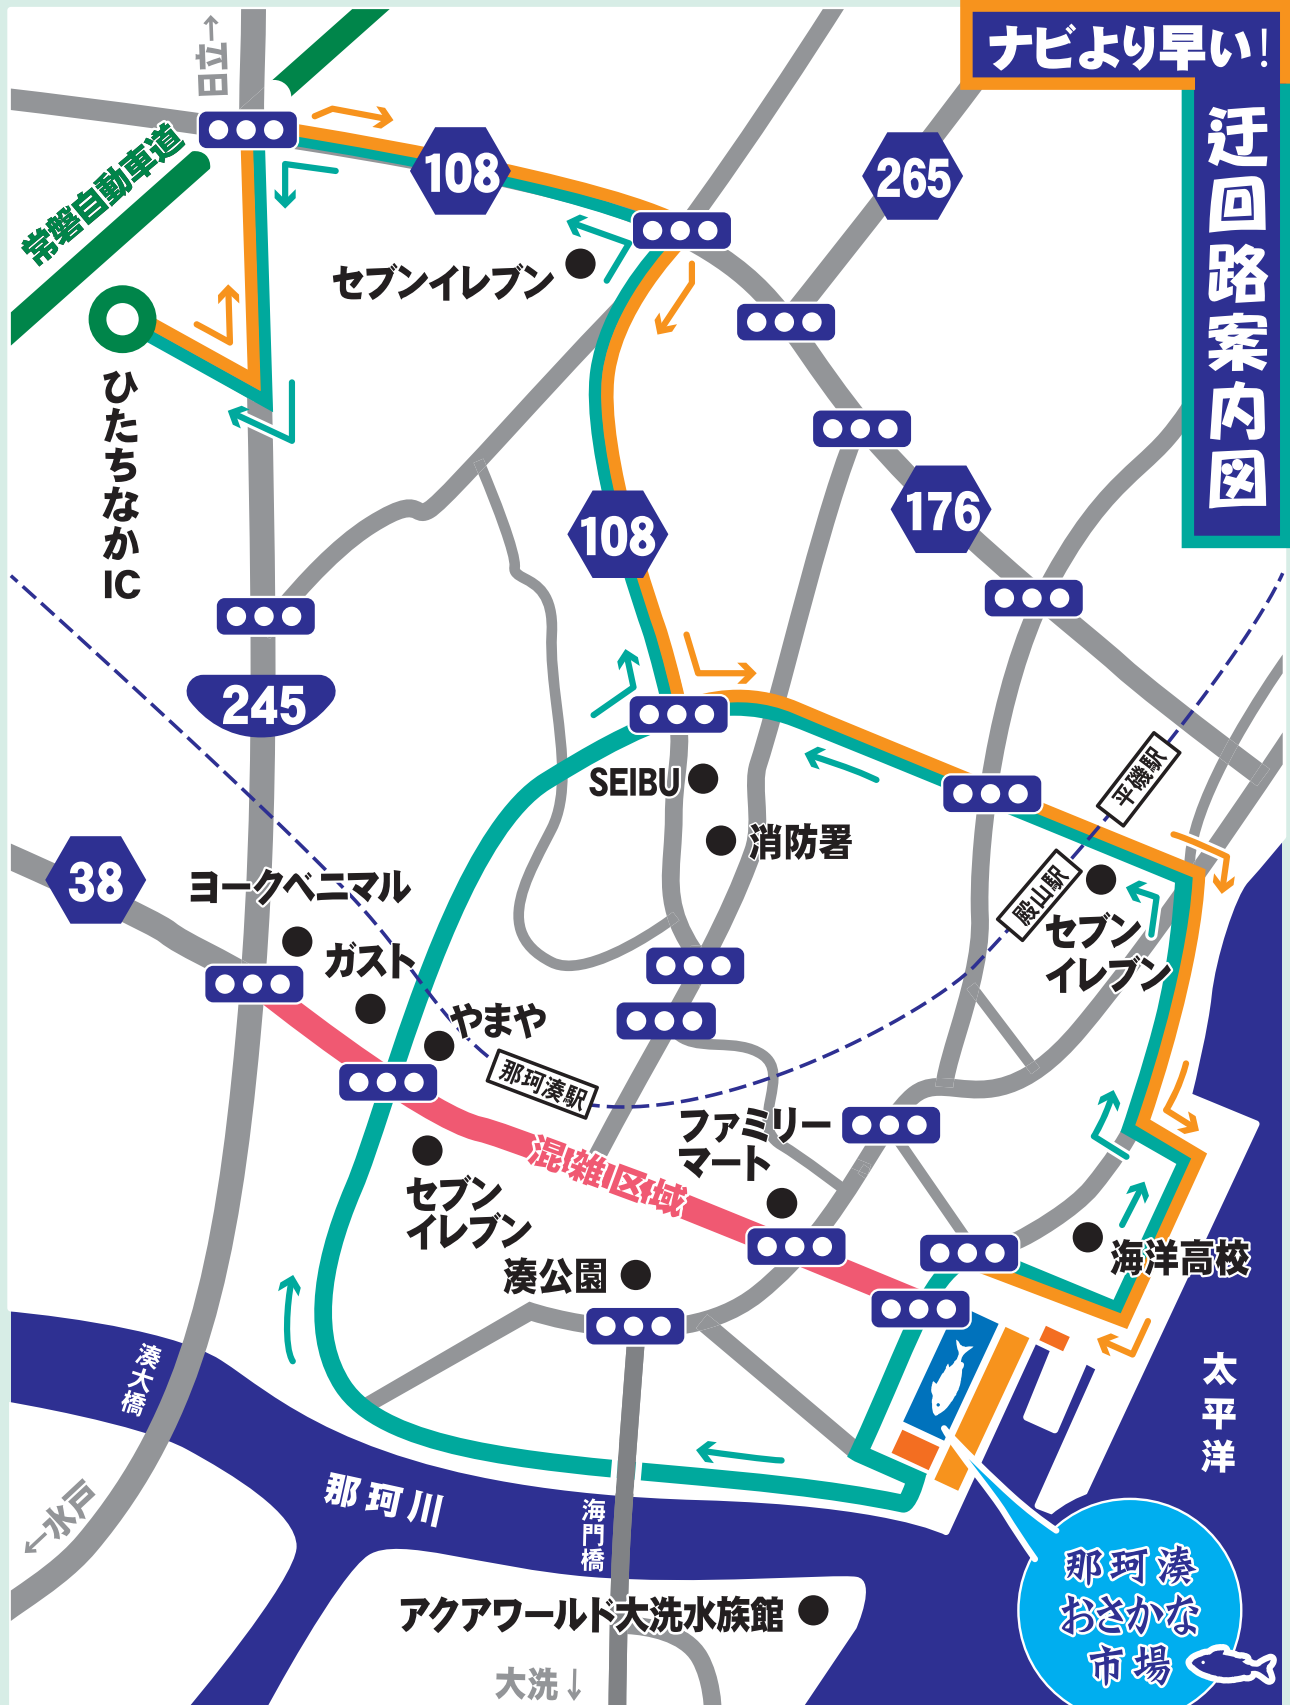 ナビより早い!
迂回路案内図
日立→
常磐自動車道
108
265
セブンイレブン
ひたちなかIC
108
176
245
SEIBU
消防署
平磯駅
殿山駅
38
ヨークベニマル
ガスト
やまや
セブン
イレブン
那珂湊駅
ファミリー
マート
混雑区域
セブン
イレブン
湊公園
海洋高校
湊大橋
太平洋
←水戸
那珂川
海門橋
那珂湊
おさかな
市場
アクアワールド大洗水族館
大洗↓